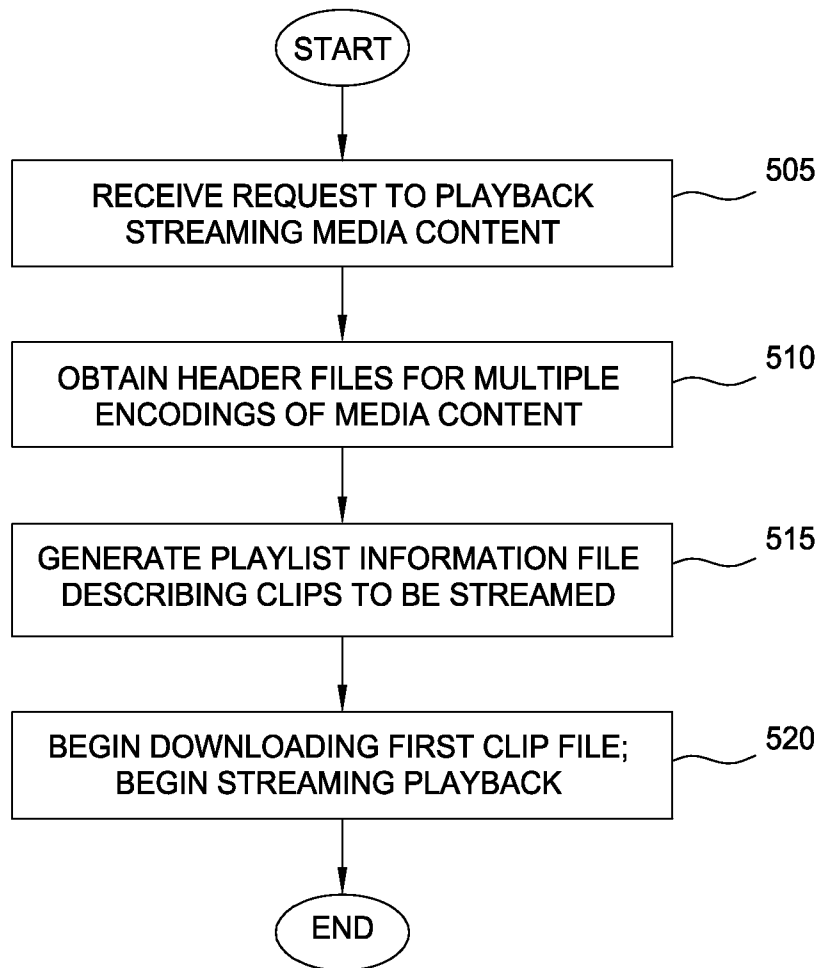 START
RECEIVE REQUEST TO PLAYBACK
STREAMING MEDIA CONTENT
505
OBTAIN HEADER FILES FOR MULTIPLE
ENCODINGS OF MEDIA CONTENT
510
GENERATE PLAYLIST INFORMATION FILE
DESCRIBING CLIPS TO BE STREAMED
515
BEGIN DOWNLOADING FIRST CLIP FILE;
BEGIN STREAMING PLAYBACK
520
END